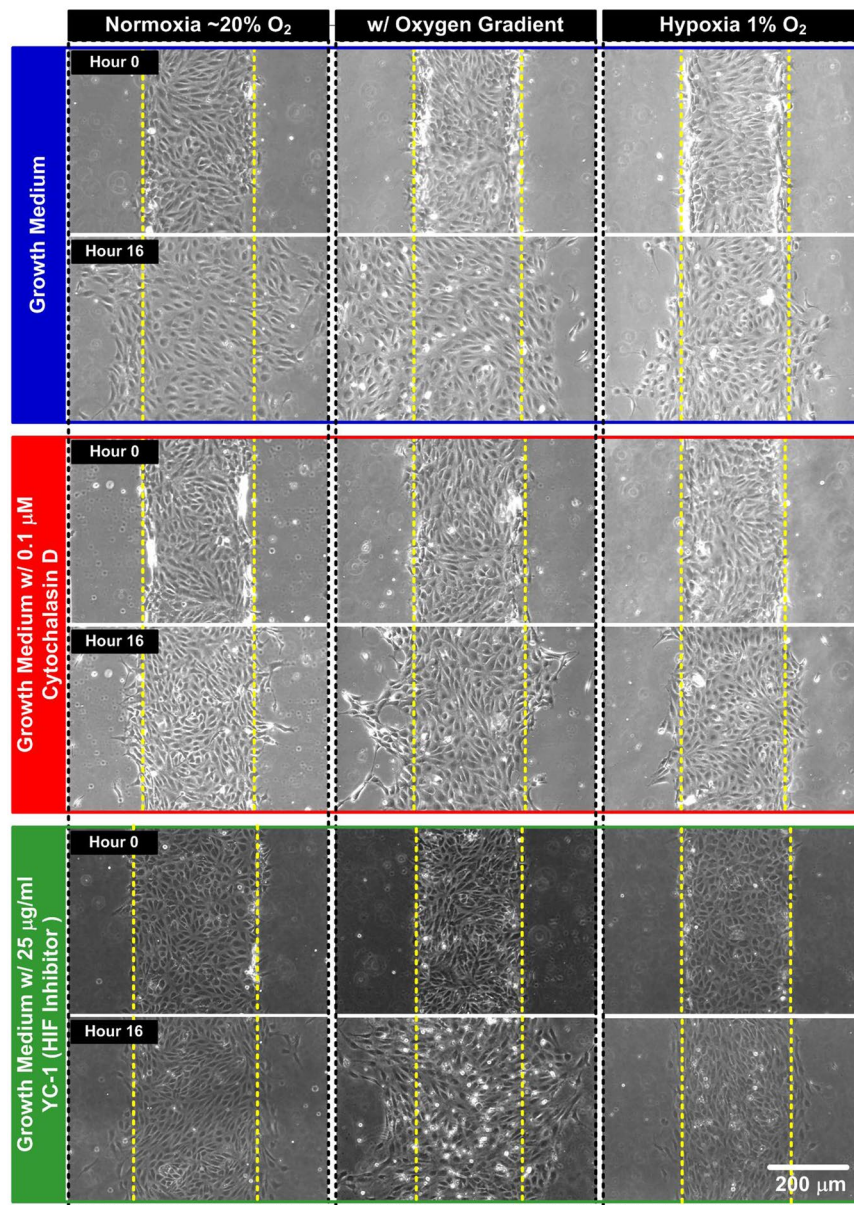 Normoxia ~20% O₂
w/ Oxygen Gradient
Hypoxia 1% O₂
Growth Medium
Hour 0
Hour 16
Growth Medium w/ 0.1 μM
Cytochalasin D
Hour 0
Hour 16
Growth Medium w/ 25 μg/ml
YC-1 (HIF Inhibitor )
Hour 0
Hour 16
200 μm